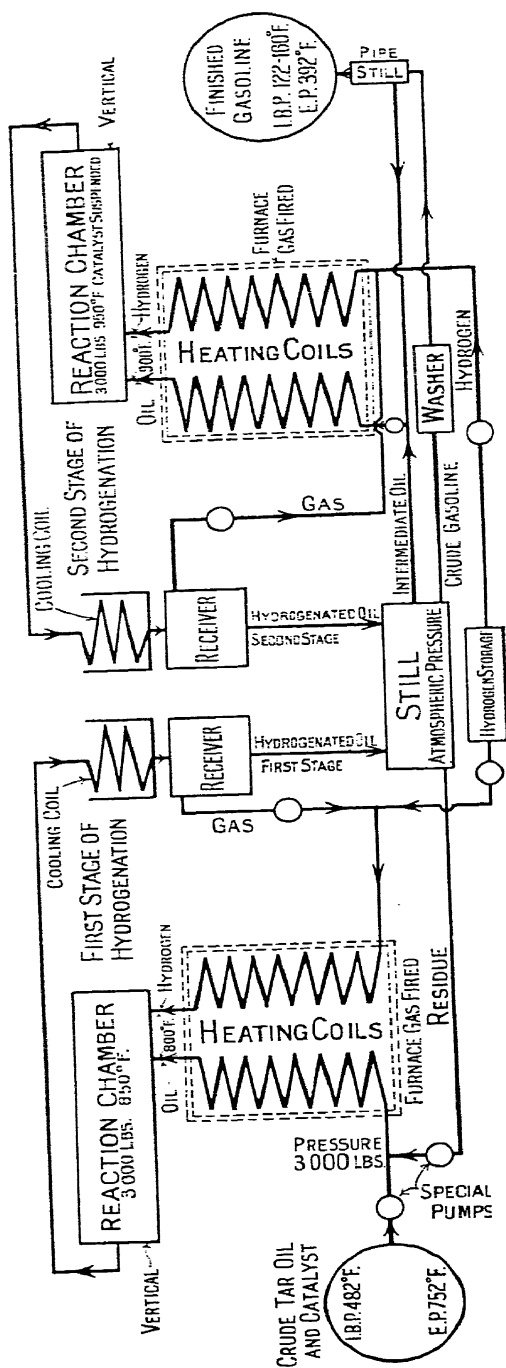 CRUDE TAR OIL
AND CATALYST
I.B.P. 482°F.
E.P. 752°F.
SPECIAL
PUMPS
PRESSURE
3000 LBS.
VERTICAL
REACTION CHAMBER
3000 LBS. 850°F.
OIL
800°F.
HYDROGEN
HEATING COILS
FURNACE GAS FIRED
RESIDUE
FIRST STAGE OF
HYDROGENATION
COOLING COIL
RECEIVER
GAS
HYDROGENATED OIL
FIRST STAGE
STILL
ATMOSPHERIC PRESSURE
HYDROGEN STORAGE
COOLING COIL
SECOND STAGE OF
HYDROGENATION
RECEIVER
HYDROGENATED OIL
SECOND STAGE
GAS
INTERMEDIATE OIL
CRUDE GASOLINE
WASHER
HYDROGEN
REACTION CHAMBER
3000 LBS 950°F CATALYST SUSPENDED
VERTICAL
OIL
900°F.
HYDROGEN
HEATING COILS
FURNACE
GAS FIRED
FINISHED
GASOLINE
I.B.P. 122-160°F.
E.P. 392°F.
PIPE
STILL